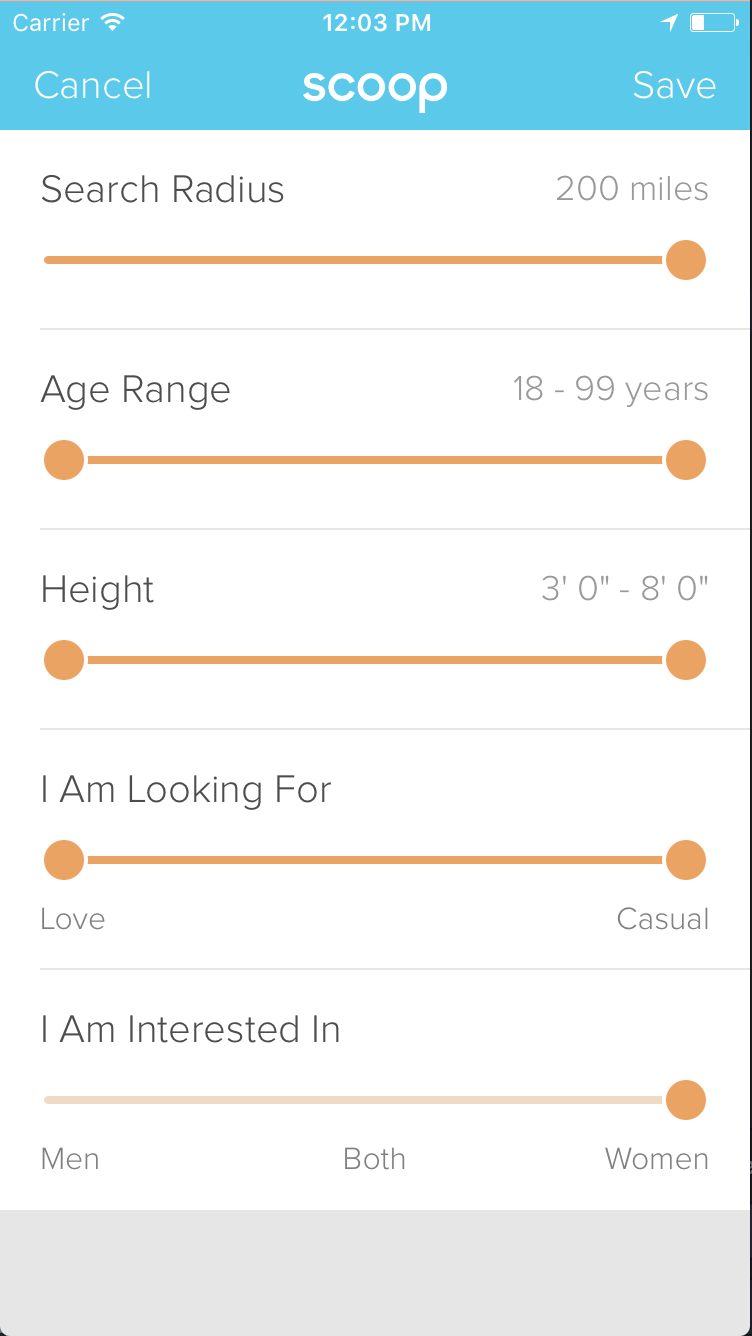 Carrier 12:03 PM
Cancel scoop Save
Search Radius 200 miles
Age Range 18 - 99 years
Height 3' 0" - 8' 0"
I Am Looking For
Love Casual
I Am Interested In
Men Both Women